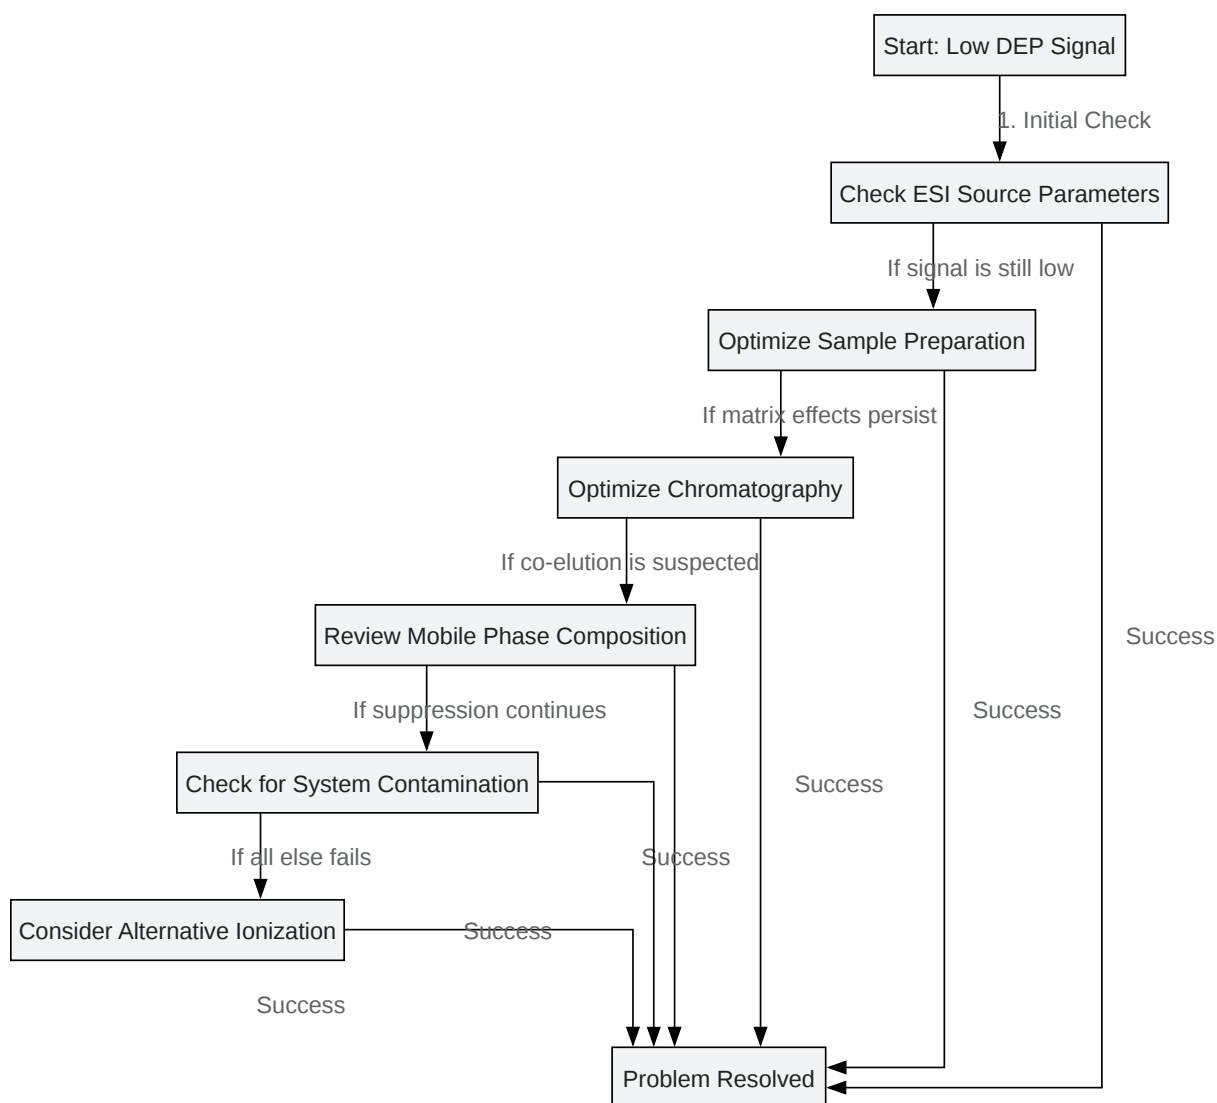 Start: Low DEP Signal
1. Initial Check
Check ESI Source Parameters
If signal is still low
Optimize Sample Preparation
If matrix effects persist
Optimize Chromatography
If co-elution is suspected
Review Mobile Phase Composition
Success
If suppression continues
Success
Check for System Contamination
Success
If all else fails
Success
Consider Alternative Ionization
Success
Success
Problem Resolved